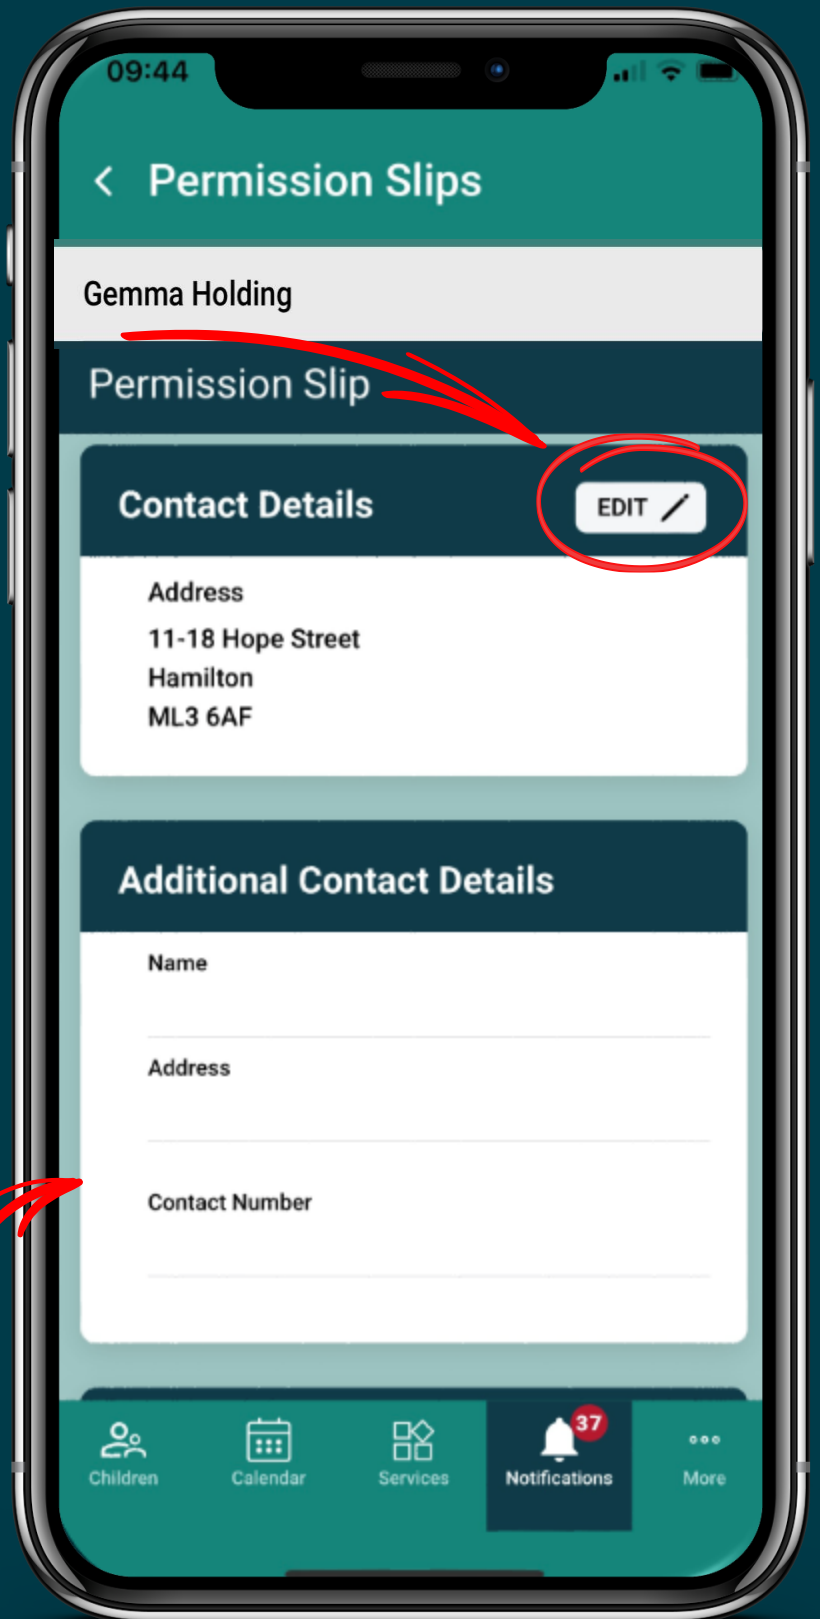 09:44
Permission Slips
Gemma Holding
Permission Slip
Contact Details
EDIT
Address
11-18 Hope Street
Hamilton
ML3 6AF
Additional Contact Details
Name
Address
Contact Number
37
Children
Calendar
Services
Notifications
More